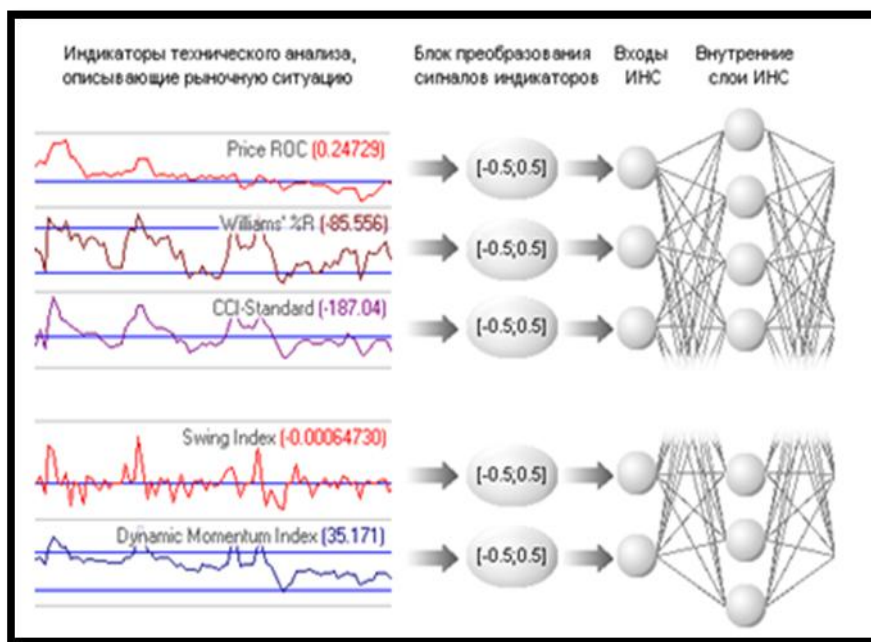 Индикаторы технического анализа,
описывающие рыночную ситуацию
Блок преобразования
сигналов индикаторов
Входы
ИНС
Внутренние
слои ИНС
Price ROC (0.24729)
[-0.5;0.5]
Williams' %R (-85.556)
[-0.5;0.5]
CCI-Standard (-187.04)
[-0.5;0.5]
Swing Index (-0.00064730)
[-0.5;0.5]
Dynamic Momentum Index (35.171)
[-0.5;0.5]